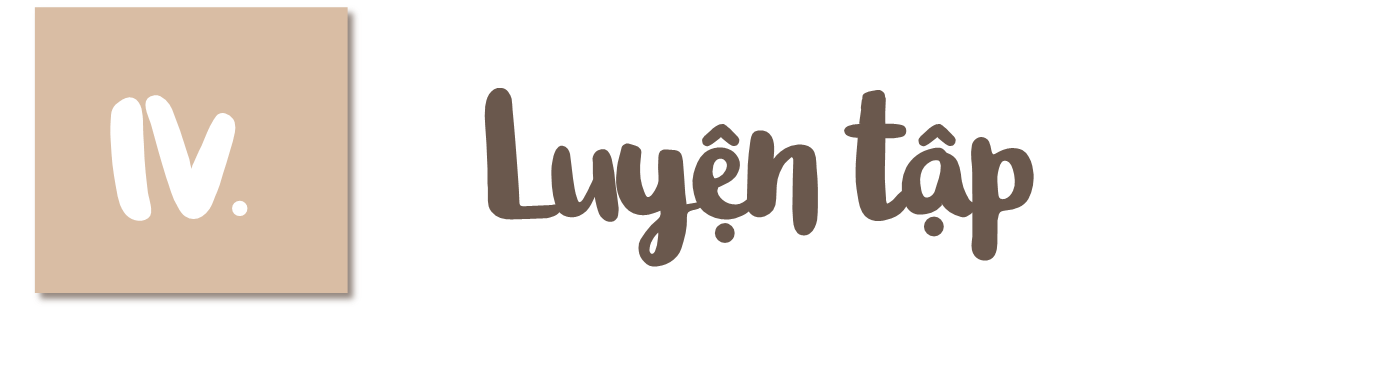 IV.
Luyện tập